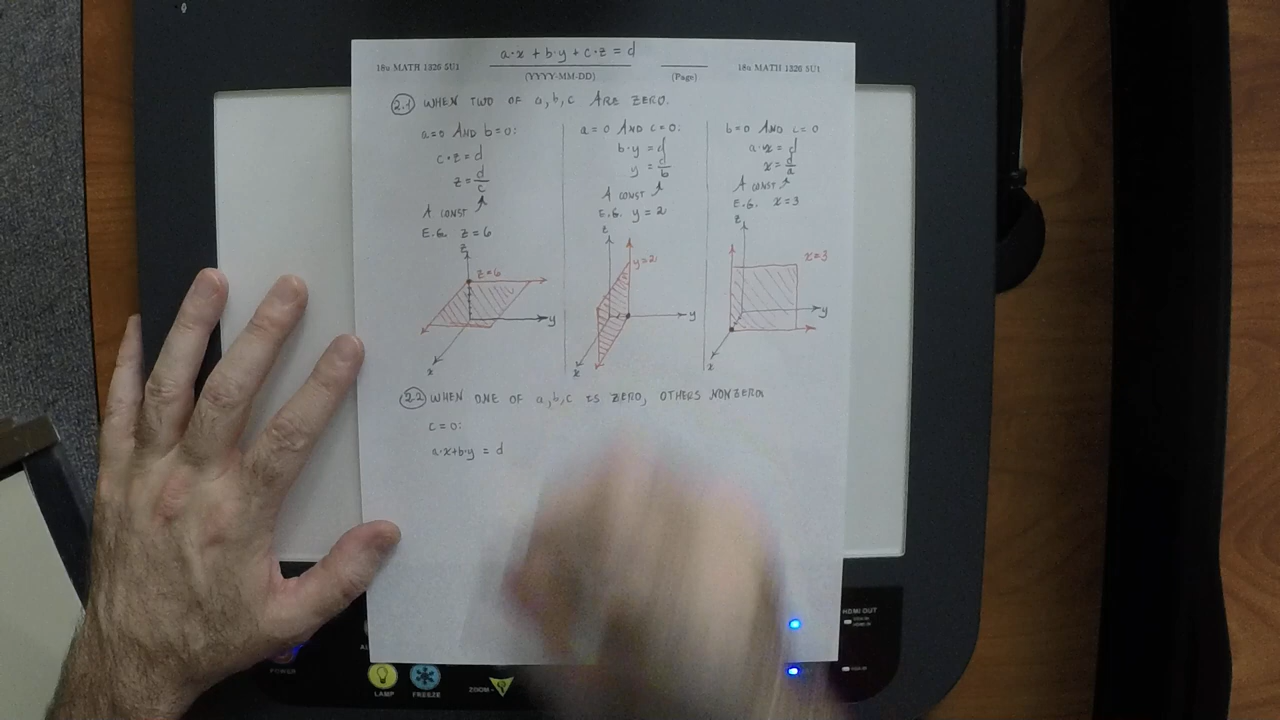 a·x + b·y + c·z = d
18u MATH 1326 5U1
(YYYY-MM-DD)
(Page)
18u MATH 1326 5U1
2.1 WHEN TWO OF a, b, c ARE ZERO.
a=0 AND b=0:
c·z = d
z = d/c
A CONST
E.G. z=6
z
z=6
y
x
a=0 AND c=0:
b·y = d
y = d/b
A CONST
E.G. y=2
z
y=2
y
x
b=0 AND c=0
a·x = d
x = d/a
A CONST
E.G. x=3
z
x=3
y
x
2.2 WHEN ONE OF a, b, c IS ZERO, OTHERS NONZERO
c=0:
a·x+b·y = d
POWER
LAMP
FREEZE
ZOOM
HDMI OUT